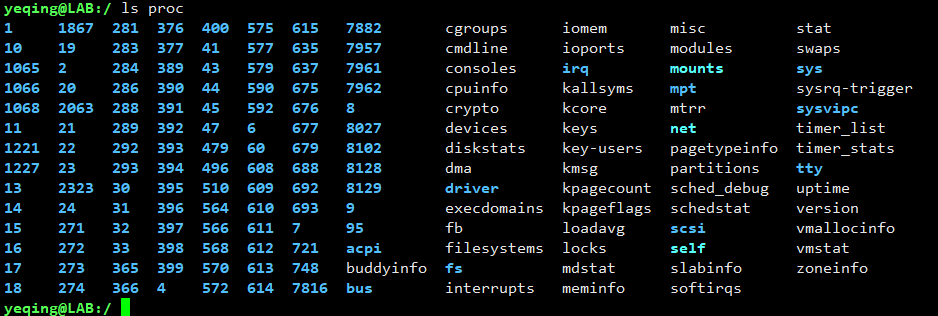 yeqing@LAB:/ ls proc
1 1867 281 376 400 575 615 7882 cgroups iomem misc stat
10 19 283 377 41 577 635 7957 cmdline ioports modules swaps
1065 2 284 389 43 579 637 7961 consoles irq mounts sys
1066 20 286 390 44 590 675 7962 cpuinfo kallsyms mpt sysrq-trigger
1068 2063 288 391 45 592 676 8 crypto kcore mtrr sysvipc
11 21 289 392 47 6 677 8027 devices keys net timer_list
1221 22 292 393 479 60 679 8102 diskstats key-users pagetypeinfo timer_stats
1227 23 293 394 496 608 688 8128 dma kmsg partitions tty
13 2323 30 395 510 609 692 8129 driver kpagecount sched_debug uptime
14 24 31 396 564 610 693 9 execdomains kpageflags schedstat version
15 271 32 397 566 611 7 95 fb loadavg scsi vmallocinfo
16 272 33 398 568 612 721 acpi filesystems locks self vmstat
17 273 365 399 570 613 748 buddyinfo fs mdstat slabinfo zoneinfo
18 274 366 4 572 614 7816 bus interrupts meminfo softirqs
yeqing@LAB:/